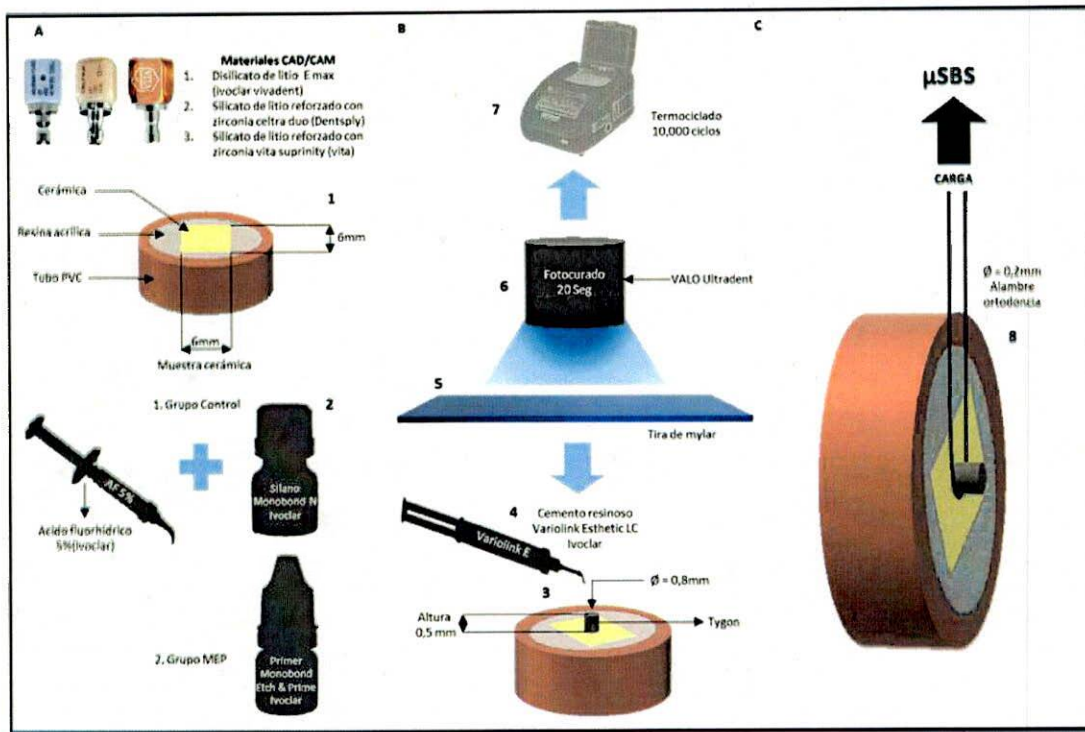 A
Materiales CAD/CAM
1. Disilicato de litio E max
(ivoclar vivadent)
2. Silicato de litio reforzado con
zirconia celtra duo (Dentsply)
3. Silicato de litio reforzado con
zirconia vita suprinity (vita)
Cerámica
1
Resina acrílica
6mm
Tubo PVC
6mm
Muestra cerámica
1. Grupo Control
2
AF 5%
Silano
Monobond N
Ivoclar
Acido fluorhídrico
5%(Ivoclar)
2. Grupo MEP
Primer
Monobond
Etch & Prime
Ivoclar
B
7
Termociclado
10,000 ciclos
6
Fotocurado
20 Seg
VALO Ultradent
5
Tira de mylar
4
Cemento resinoso
Variolink Esthetic LC
Ivoclar
Variolink E
3
Ø = 0,8mm
Altura
0,5 mm
Tygon
C
µSBS
CARGA
Ø = 0,2mm
Alambre
ortodoncia
8